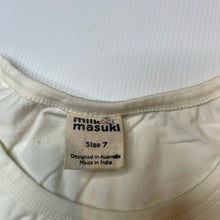 milk&
masuki
Size 7
Designed in Australia
Made in India